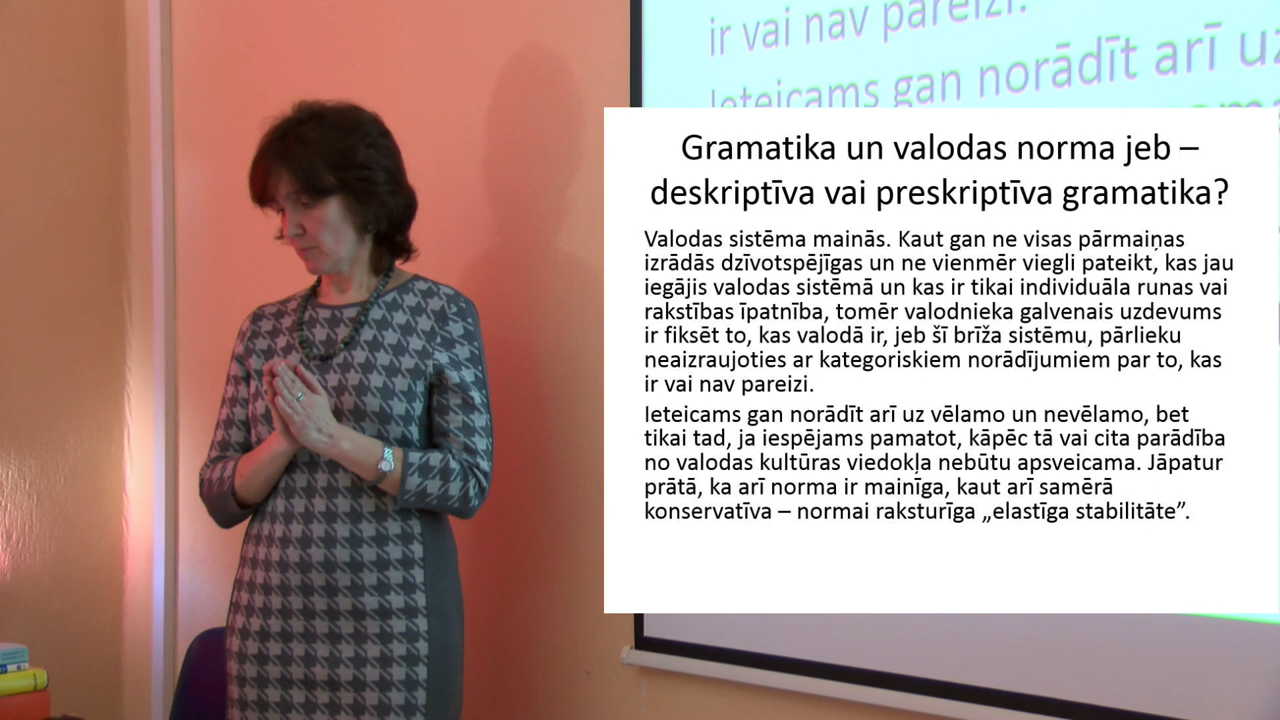 ir vai nav pareizi.
Ieteicams gan norādīt arī uz
Gramatika un valodas norma jeb –
deskriptīva vai preskriptīva gramatika?
Valodas sistēma mainās. Kaut gan ne visas pārmaiņas
izrādās dzīvotspējīgas un ne vienmēr viegli pateikt, kas jau
iegājis valodas sistēmā un kas ir tikai individuāla runas vai
rakstības īpatnība, tomēr valodnieka galvenais uzdevums
ir fiksēt to, kas valodā ir, jeb šī brīža sistēmu, pārlieku
neaizraujoties ar kategoriskiem norādījumiem par to, kas
ir vai nav pareizi.
Ieteicams gan norādīt arī uz vēlamo un nevēlamo, bet
tikai tad, ja iespējams pamatot, kāpēc tā vai cita parādība
no valodas kultūras viedokļa nebūtu apsveicama. Jāpatur
prātā, ka arī norma ir mainīga, kaut arī samērā
konservatīva – normai raksturīga „elastīga stabilitāte”.